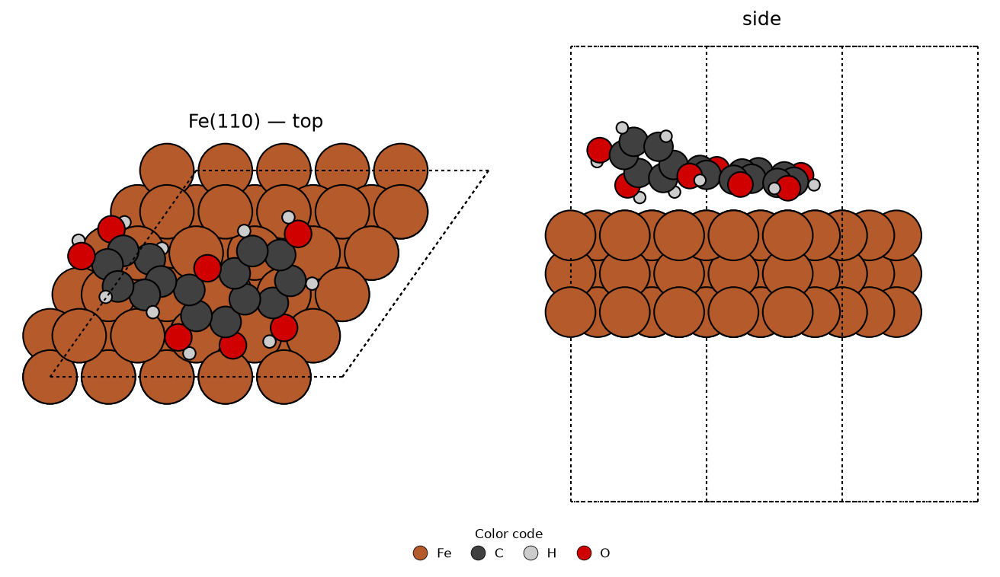 side
Fe(110) — top
Color code
Fe C H O